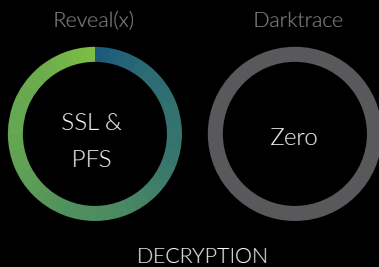 Reveal(x)
Darktrace
SSL &
PFS
Zero
DECRYPTION